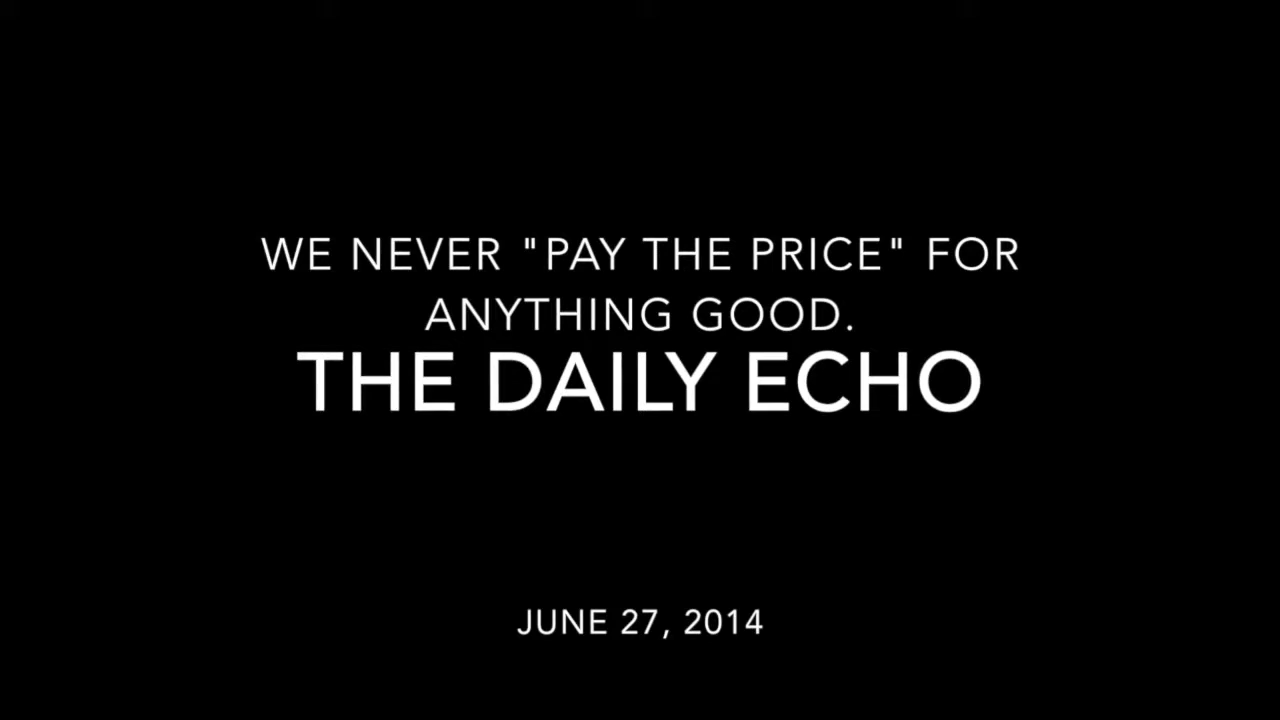 WE NEVER "PAY THE PRICE" FOR
ANYTHING GOOD.
THE DAILY ECHO
JUNE 27, 2014